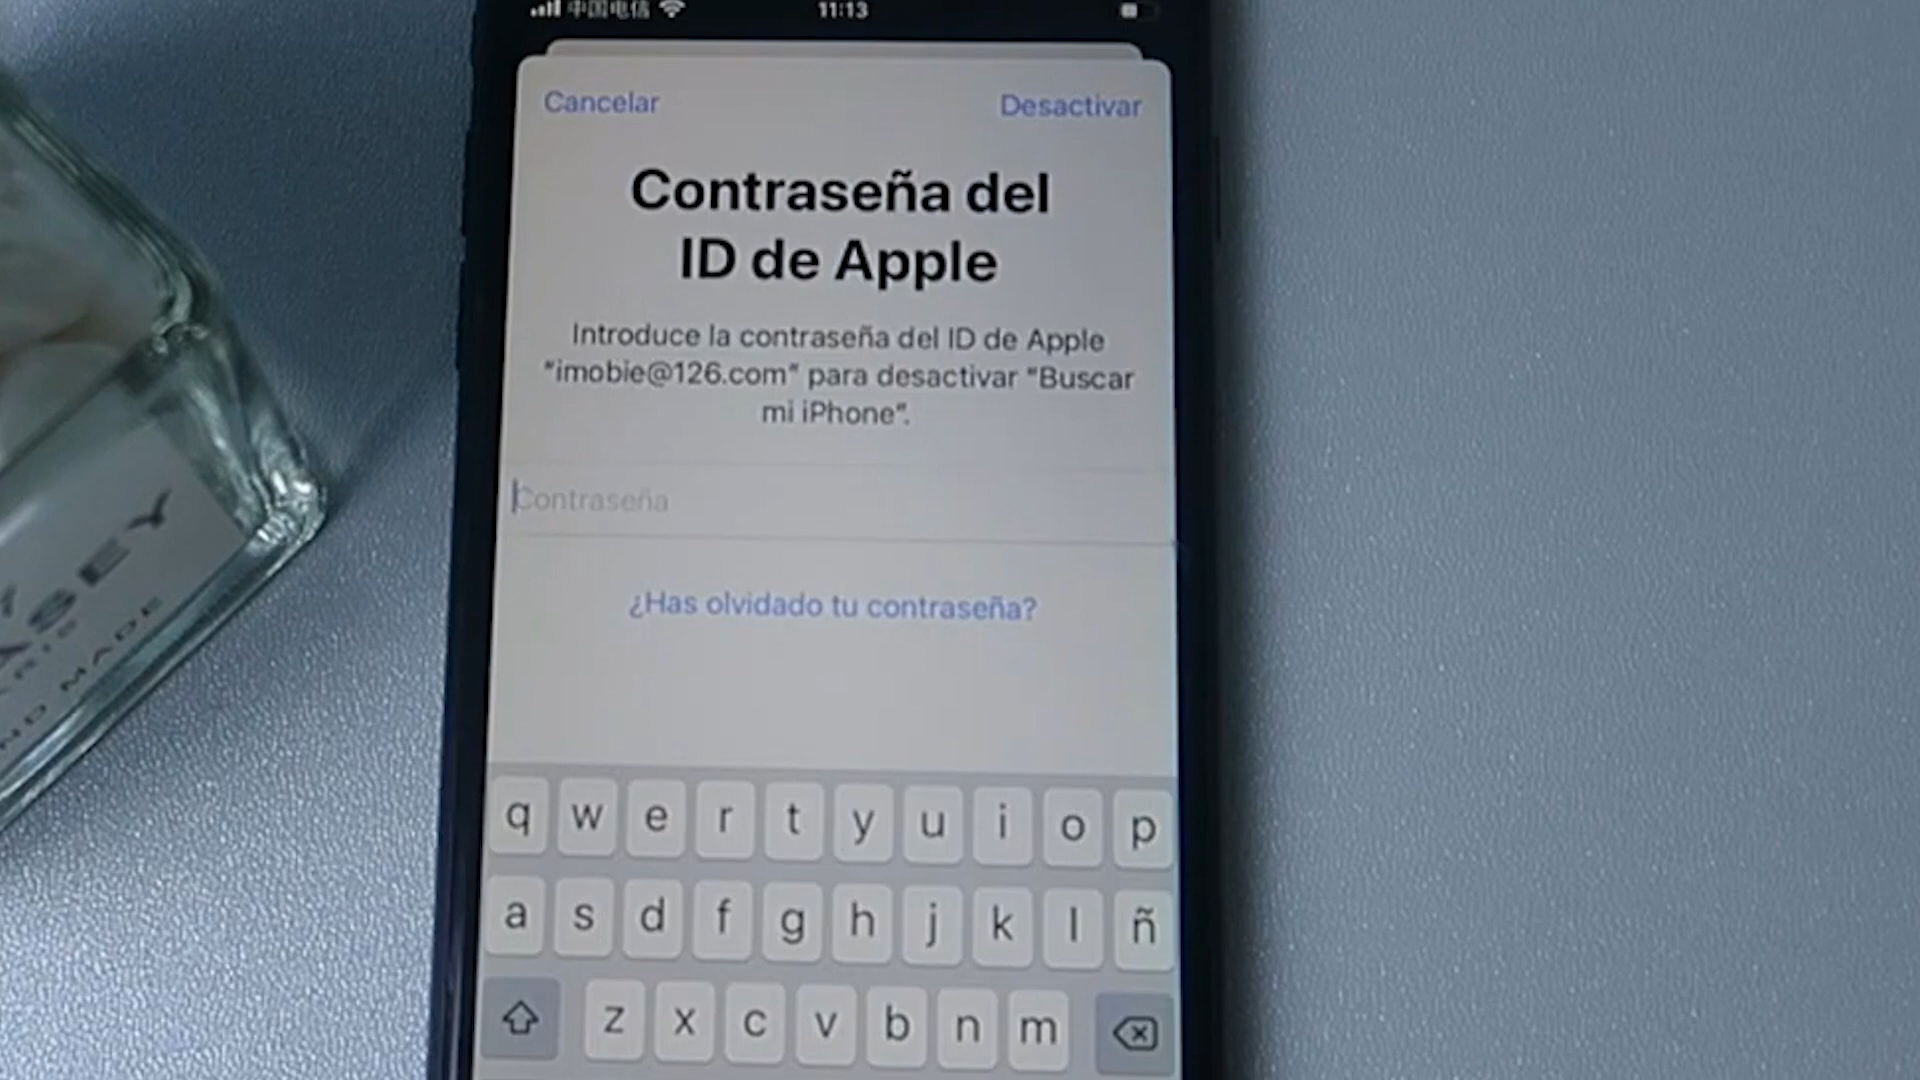 中国电信 11:13
Cancelar Desactivar
Contraseña del
ID de Apple
Introduce la contraseña del ID de Apple
"imobie@126.com" para desactivar "Buscar
mi iPhone".
Contraseña
¿Has olvidado tu contraseña?
q w e r t y u i o p
a s d f g h j k l ñ
z x c v b n m
MADE